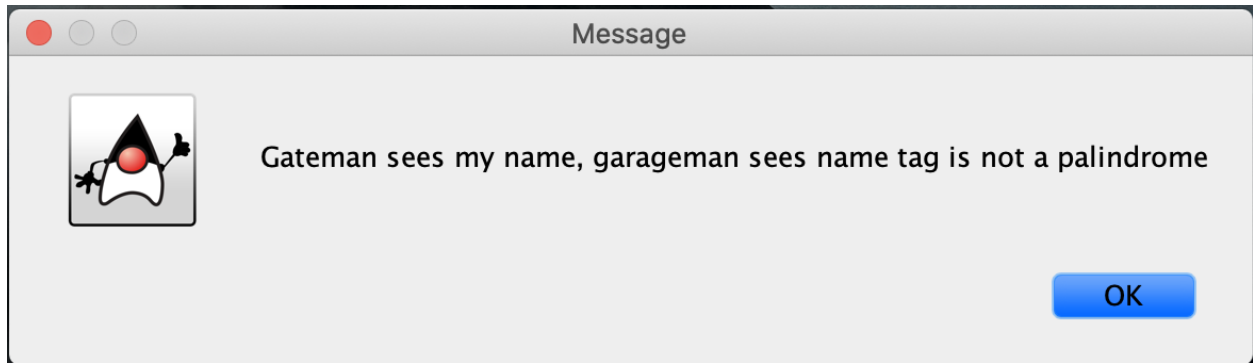 Message
Gateman sees my name, garageman sees name tag is not a palindrome
OK